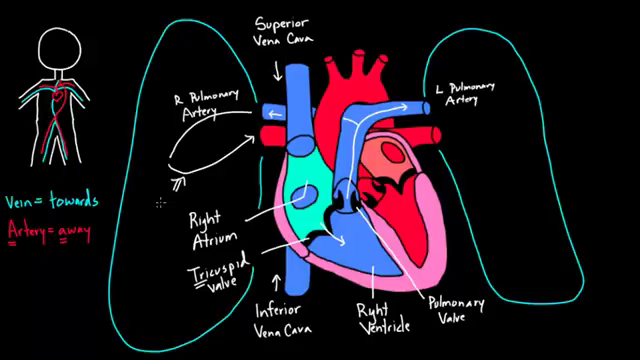 Superior
Vena Cava
R Pulmonary
Artery
L Pulmonary
Artery
Vein = towards
Artery = away
Right
Atrium
Tricuspid
valve
Inferior
Vena Cava
Right
Ventricle
Pulmonary
Valve